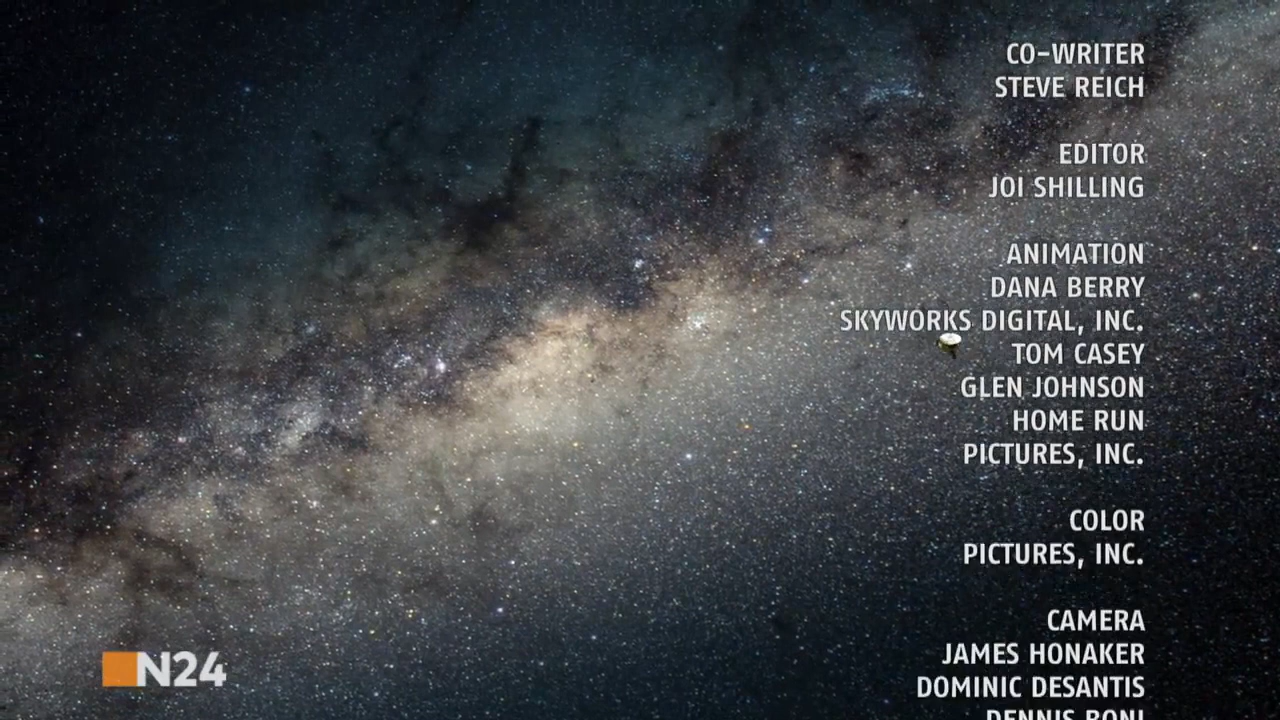 CO-WRITER
STEVE REICH
EDITOR
JOI SHILLING
ANIMATION
DANA BERRY
SKYWORKS DIGITAL, INC.
TOM CASEY
GLEN JOHNSON
HOME RUN
PICTURES, INC.
COLOR
PICTURES, INC.
CAMERA
JAMES HONAKER
DOMINIC DESANTIS
DENNIS
N24